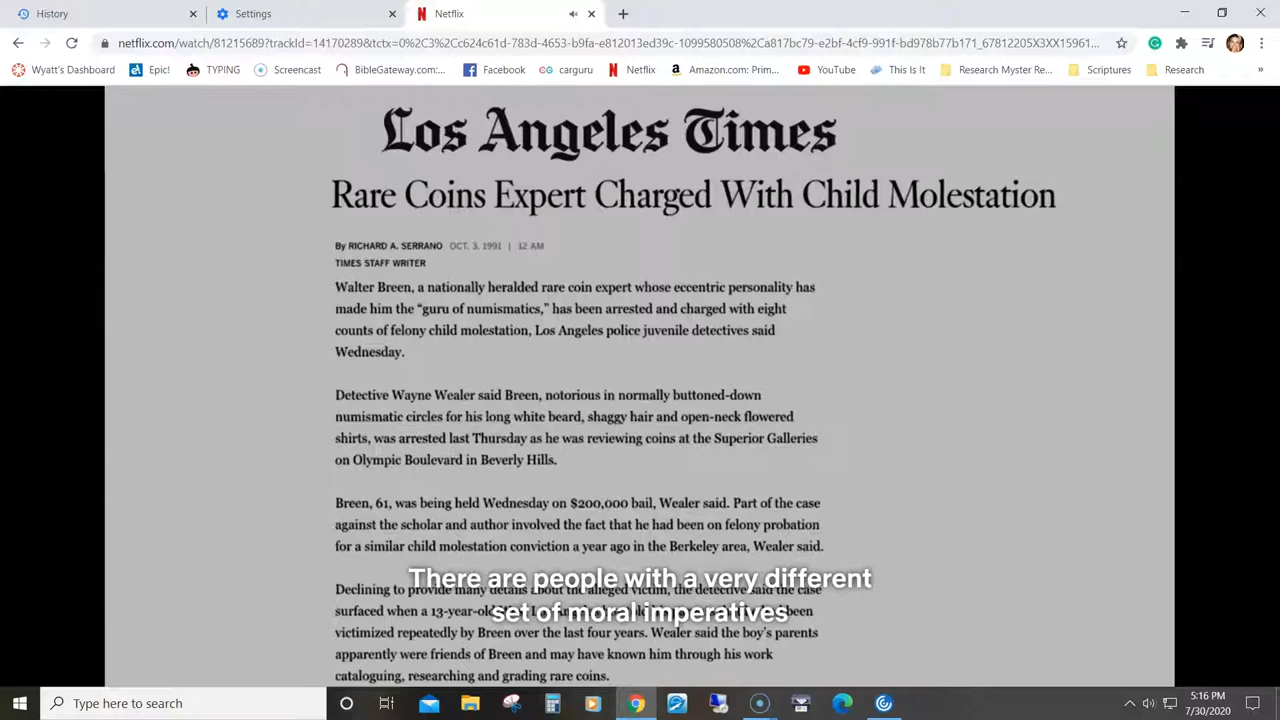 History
Settings
Netflix
netflix.com/watch/81215689?trackId=14170289&tctx=0%2C3%2Cc624c61d-783d-4653-b9fa-e812013ed39c-1099580508%2Ca817bc79-e2bf-4cf9-991f-bd978b77b171_67812205X3XX15961...
Wyatt's Dashboard Epic! TYPING Screencast BibleGateway.com:... Facebook carguru Netflix Amazon.com: Prim... YouTube This Is It Research Myster Re... Scriptures Research
Los Angeles Times
Rare Coins Expert Charged With Child Molestation
By RICHARD A. SERRANO OCT. 3, 1991 | 12 AM
TIMES STAFF WRITER
Walter Breen, a nationally heralded rare coin expert whose eccentric personality has
made him the “guru of numismatics,” has been arrested and charged with eight
counts of felony child molestation, Los Angeles police juvenile detectives said
Wednesday.
Detective Wayne Wealer said Breen, notorious in normally buttoned-down
numismatic circles for his long white beard, shaggy hair and open-neck flowered
shirts, was arrested last Thursday as he was reviewing coins at the Superior Galleries
on Olympic Boulevard in Beverly Hills.
Breen, 61, was being held Wednesday on $200,000 bail, Wealer said. Part of the case
against the scholar and author involved the fact that he had been on felony probation
for a similar child molestation conviction a year ago in the Berkeley area, Wealer said.
There are people with a very different
Declining to provide many details about the alleged victim, the detective said the case
set of moral imperatives
surfaced when a 13-year-old been
victimized repeatedly by Breen over the last four years. Wealer said the boy’s parents
apparently were friends of Breen and may have known him through his work
cataloguing, researching and grading rare coins.
Type here to search
5:16 PM
7/30/2020